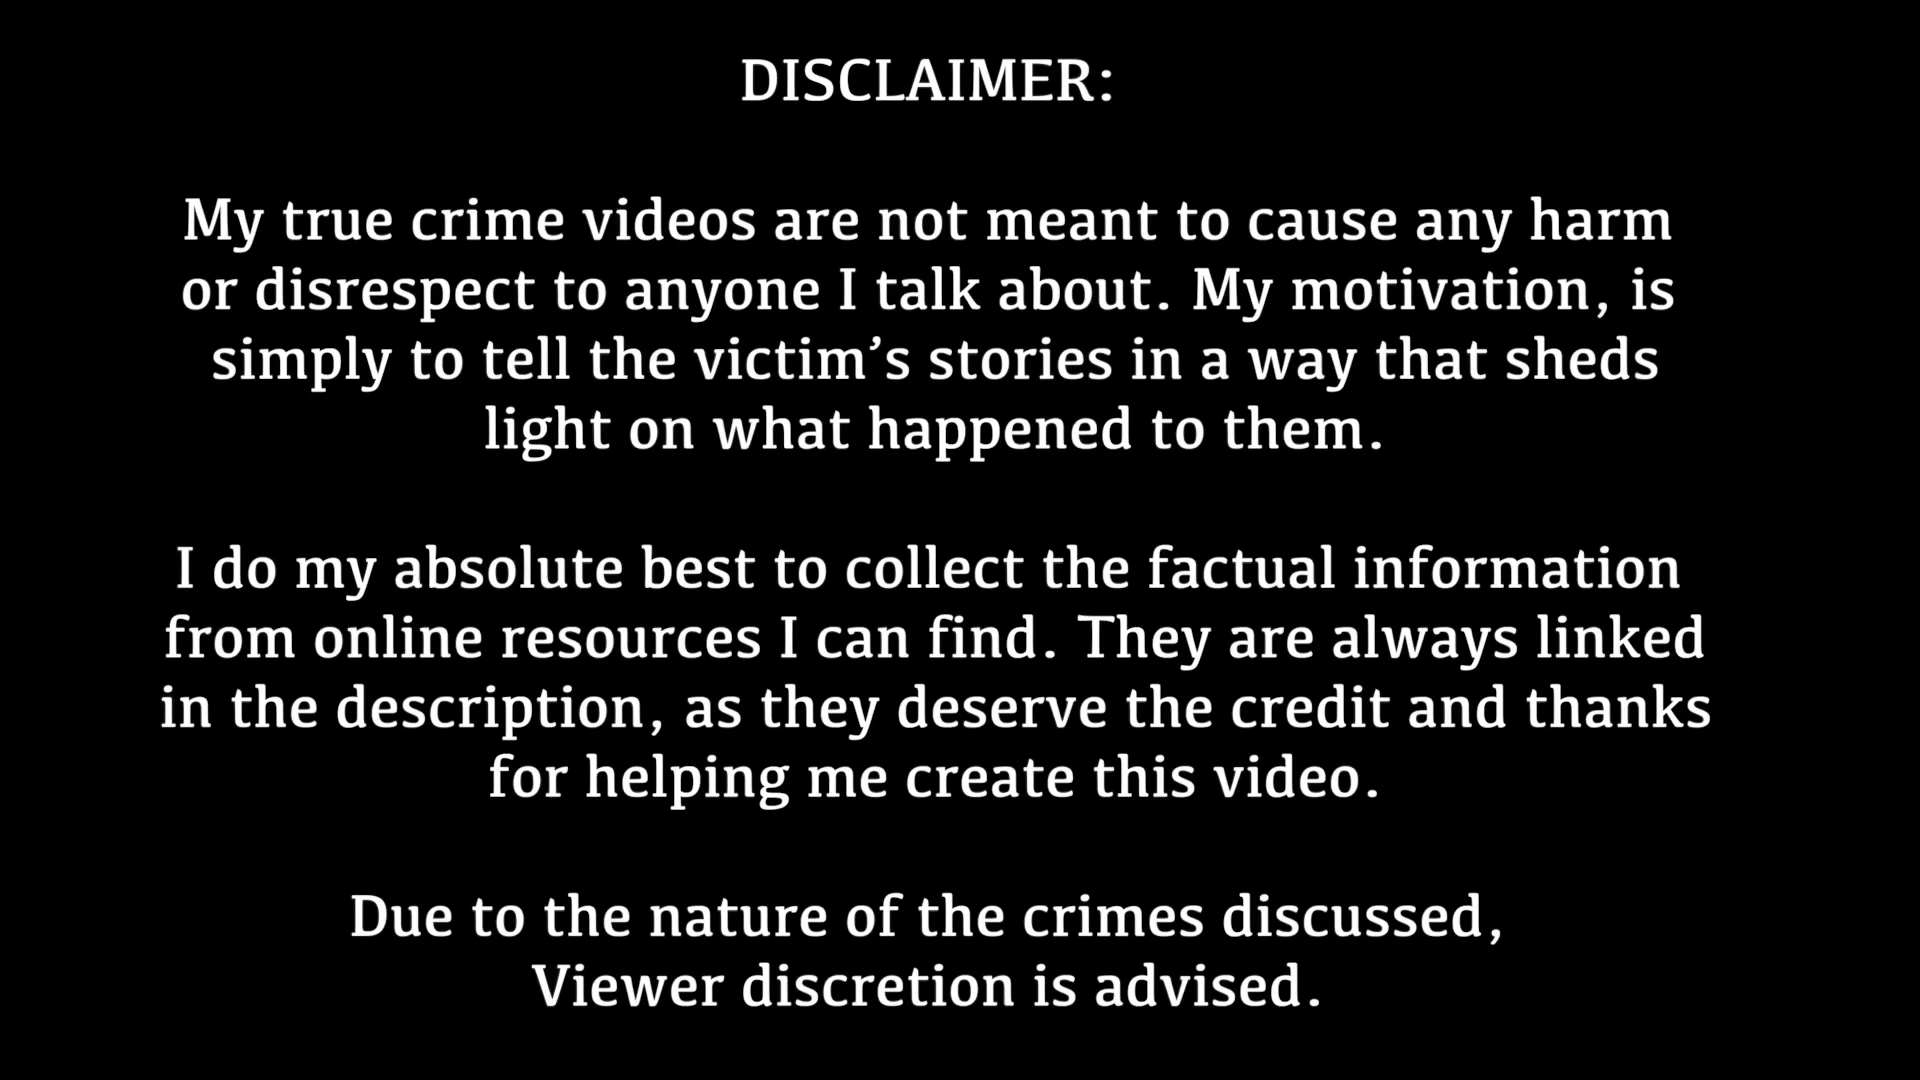 DISCLAIMER:
My true crime videos are not meant to cause any harm
or disrespect to anyone I talk about. My motivation, is
simply to tell the victim’s stories in a way that sheds
light on what happened to them.
I do my absolute best to collect the factual information
from online resources I can find. They are always linked
in the description, as they deserve the credit and thanks
for helping me create this video.
Due to the nature of the crimes discussed,
Viewer discretion is advised.